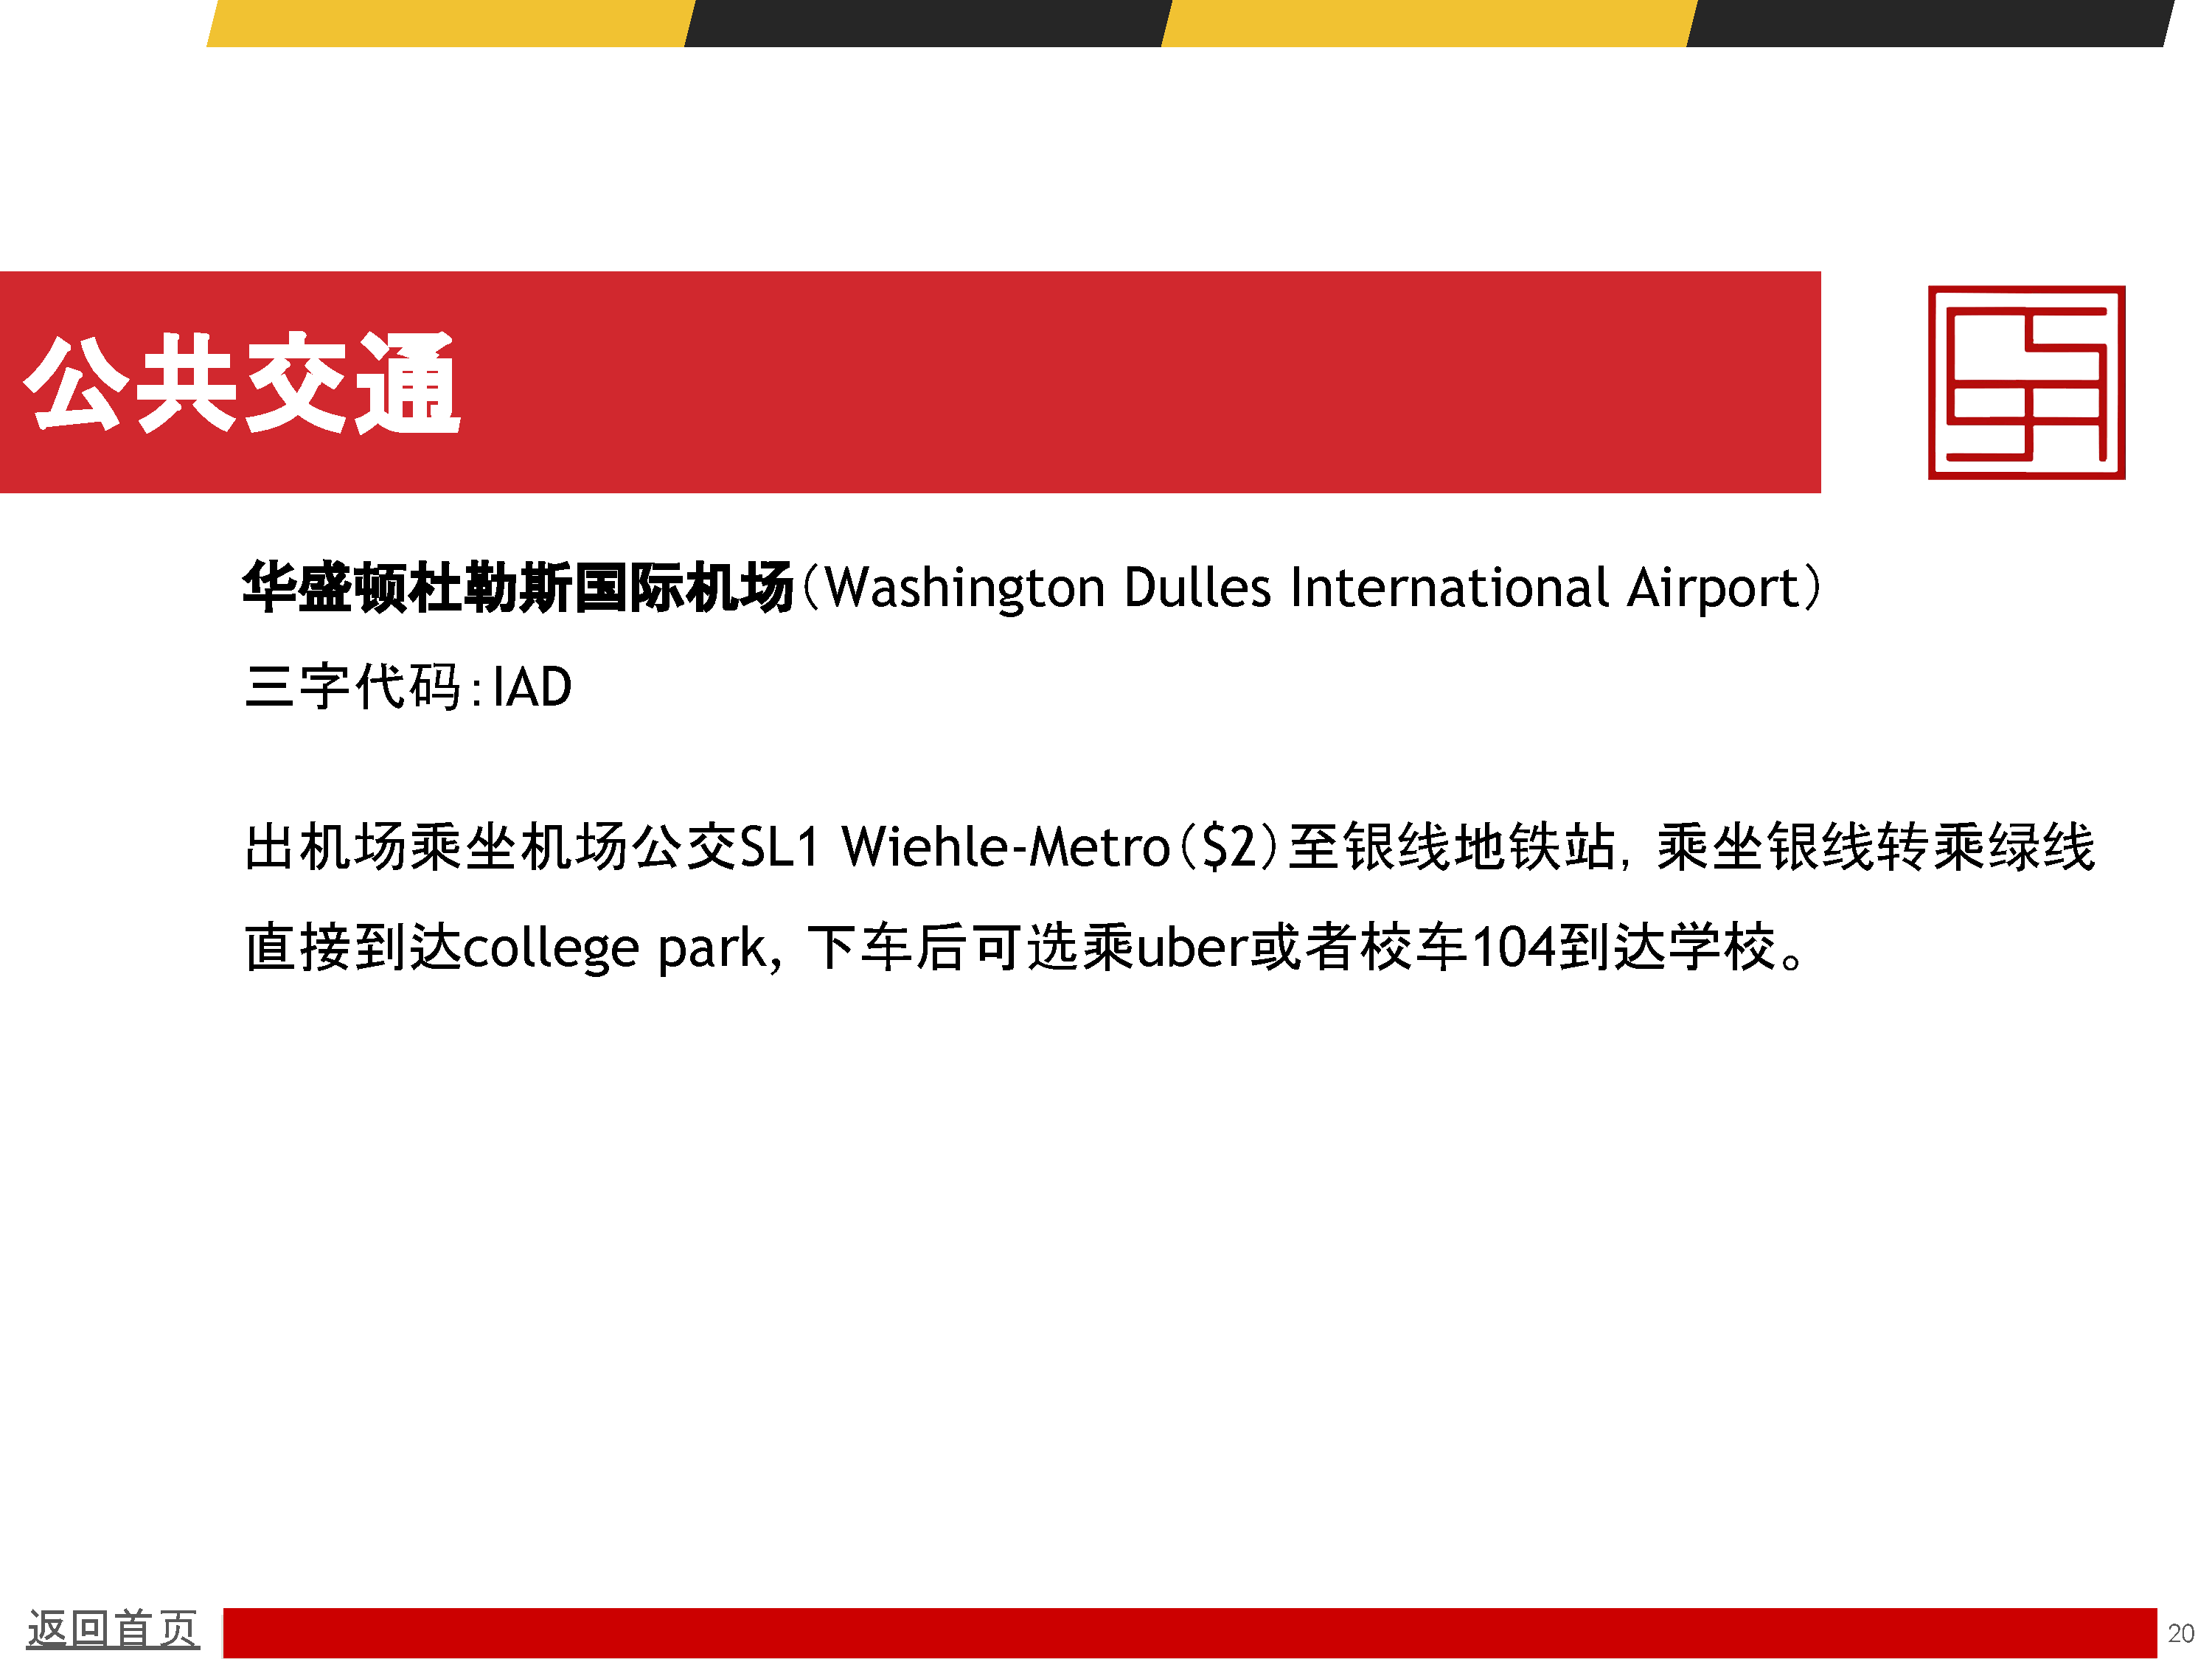 公共交通
华盛顿杜勒斯国际机场（Washington Dulles International Airport）
三字代码：IAD
出机场乘坐机场公交SL1 Wiehle-Metro（$2）至银线地铁站，乘坐银线转乘绿线
直接到达college park，下车后可选乘uber或者校车104到达学校。
返回首页
20